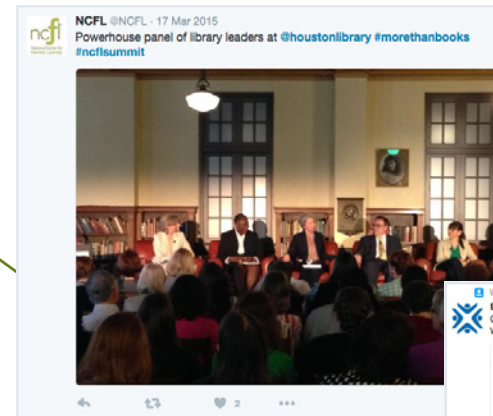 NCFL @NCFL · 17 Mar 2015
Powerhouse panel of library leaders at @houstonlibrary #morethanbooks
#ncflsummit
ncfl
2